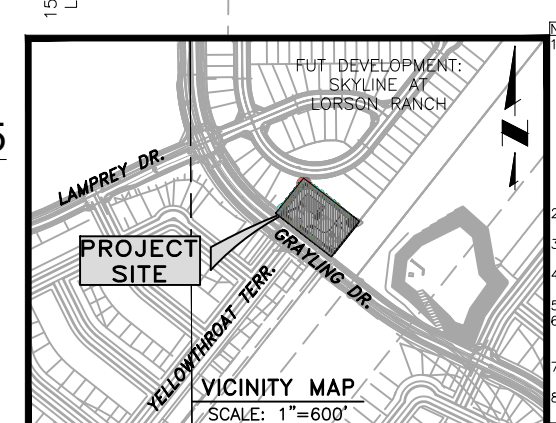 FUT DEVELOPMENT:
SKYLINE AT
LORSON RANCH
LAMPREY DR.
PROJECT
SITE
GRAYLING DR.
YELLOWTHROAT TERR.
VICINITY MAP
SCALE: 1"=600'